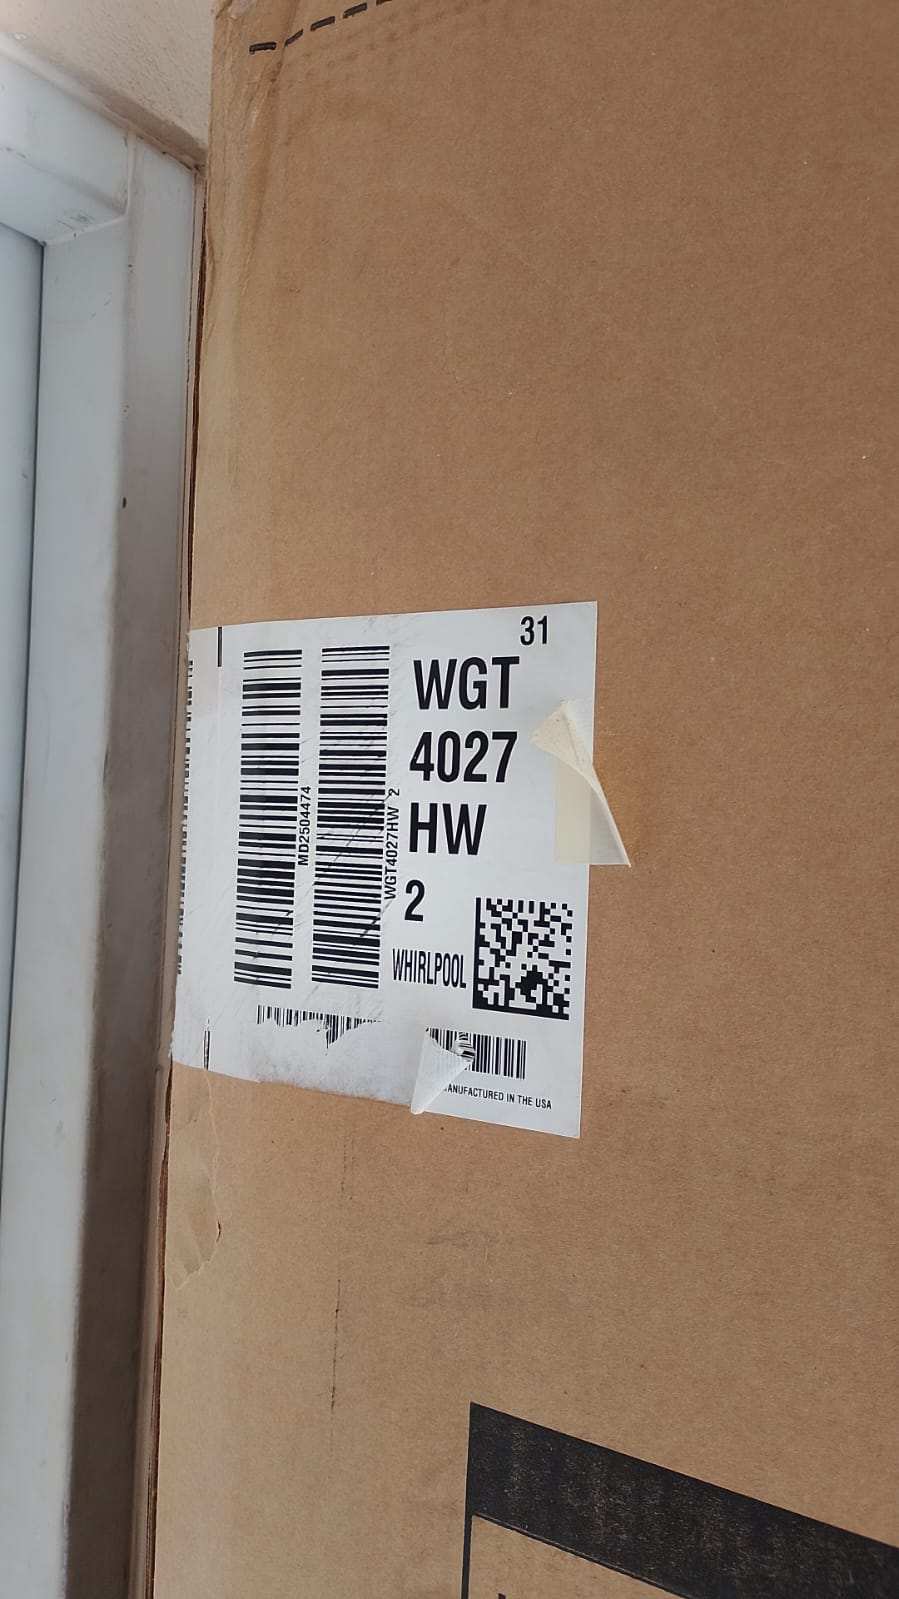 31
WGT
4027
HW
2
WHIRLPOOL
MD2504474
WGT4027HW 2
ANUFACTURED IN THE USA